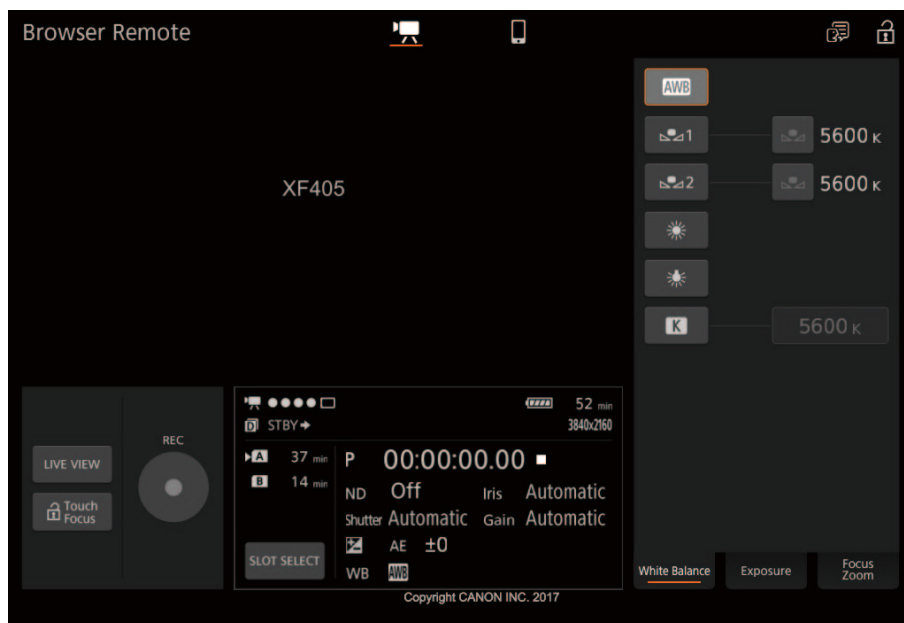 Browser Remote
AWB
1 5600 K
2 5600 K
K 5600 K
XF405
LIVE VIEW
Touch
Focus
REC
52 min
D STBY
3840x2160
A 37 min
B 14 min
SLOT SELECT
P 00:00:00.00
ND Off Iris Automatic
Shutter Automatic Gain Automatic
AE ±0
WB AWB
White Balance
Exposure
Focus
Zoom
Copyright CANON INC. 2017